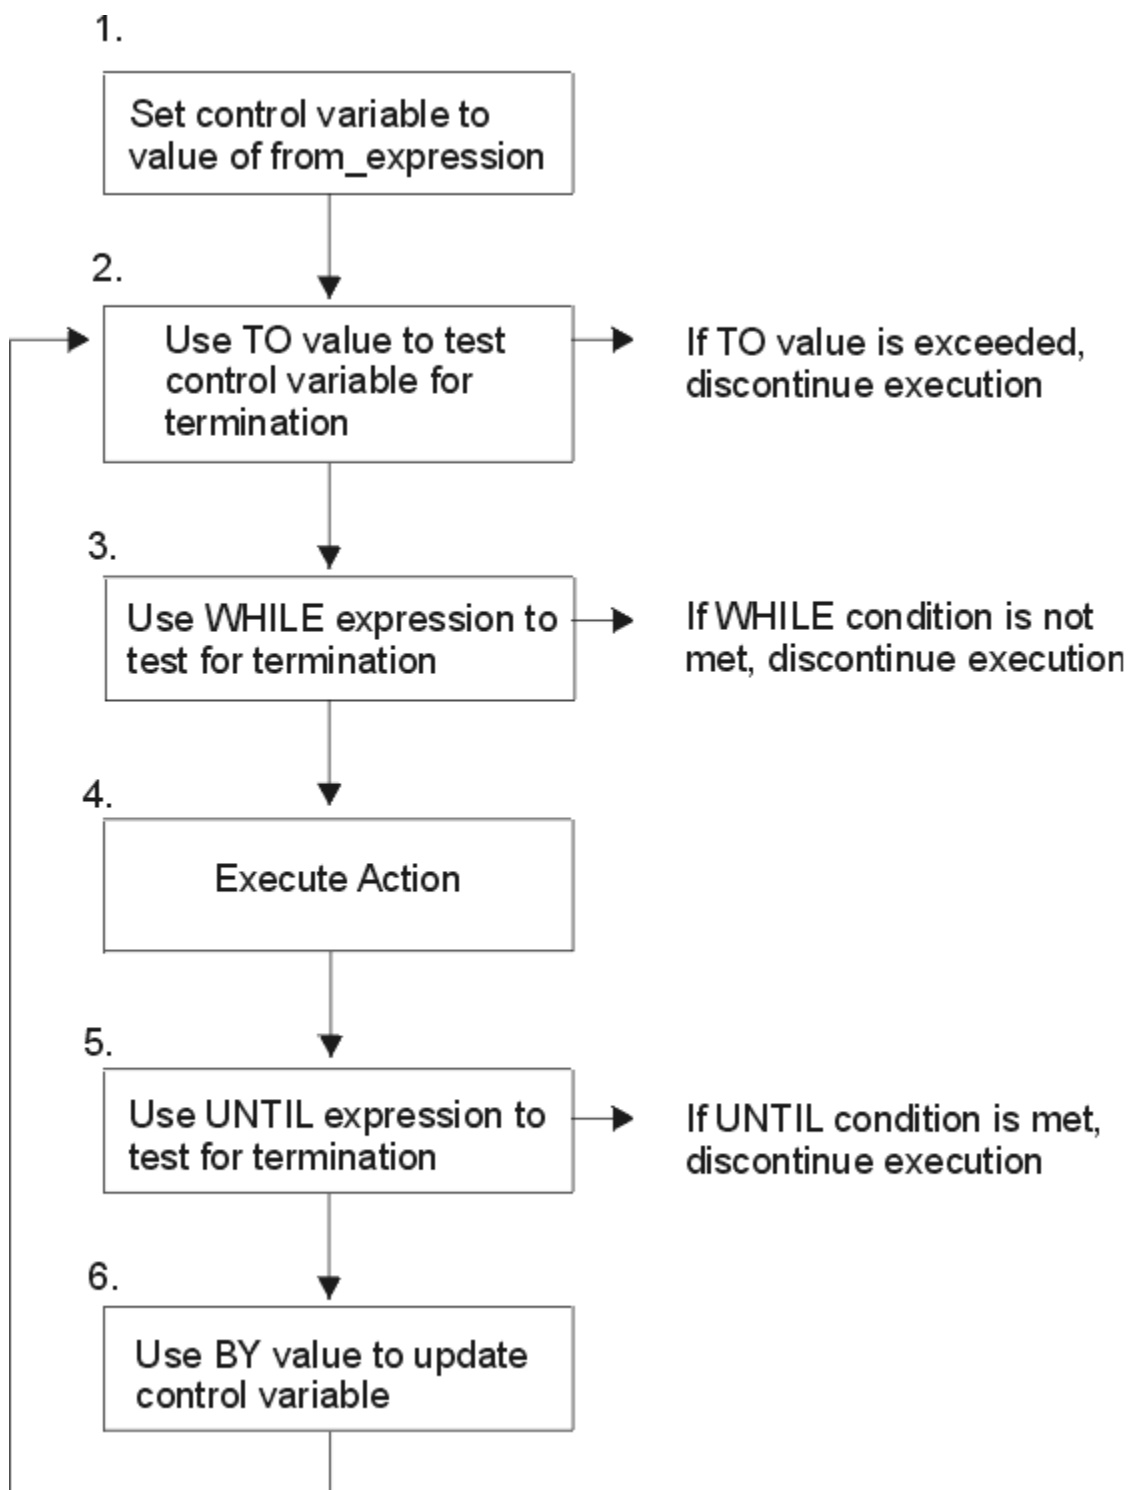 1.
Set control variable to
value of from_expression
2.
Use TO value to test
control variable for
termination
If TO value is exceeded,
discontinue execution
3.
Use WHILE expression to
test for termination
If WHILE condition is not
met, discontinue execution
4.
Execute Action
5.
Use UNTIL expression to
test for termination
If UNTIL condition is met,
discontinue execution
6.
Use BY value to update
control variable